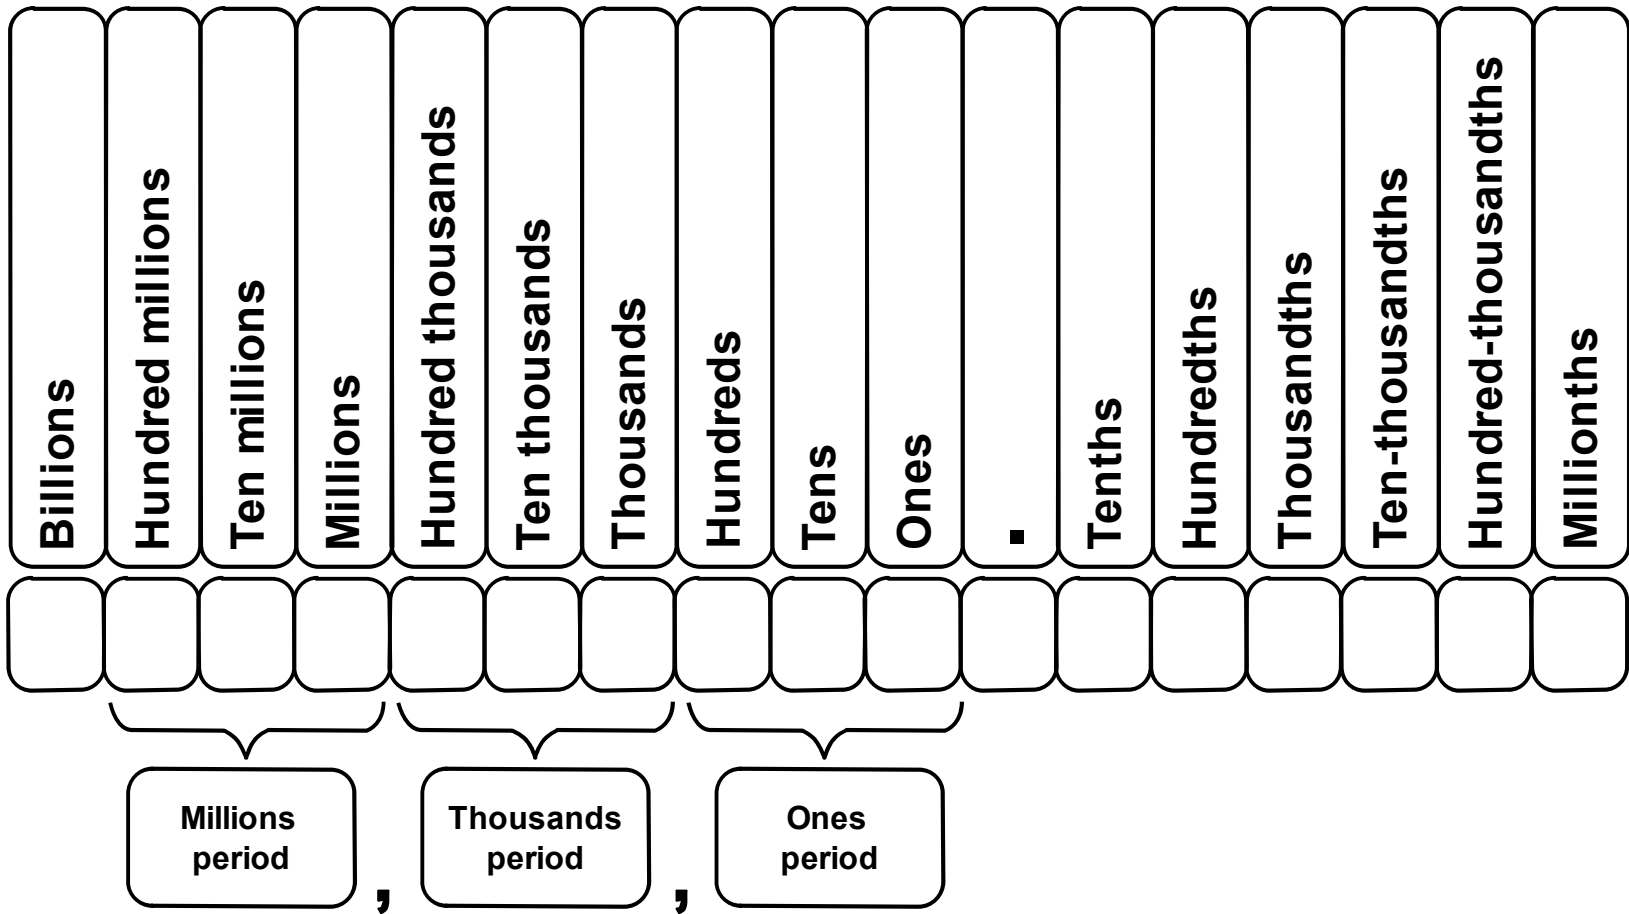 Billions
Hundred millions
Ten millions
Millions
Hundred thousands
Ten thousands
Thousands
Hundreds
Tens
Ones
.
Tenths
Hundredths
Thousandths
Ten-thousandths
Hundred-thousandths
Millionths
Millions
period
,
Thousands
period
,
Ones
period